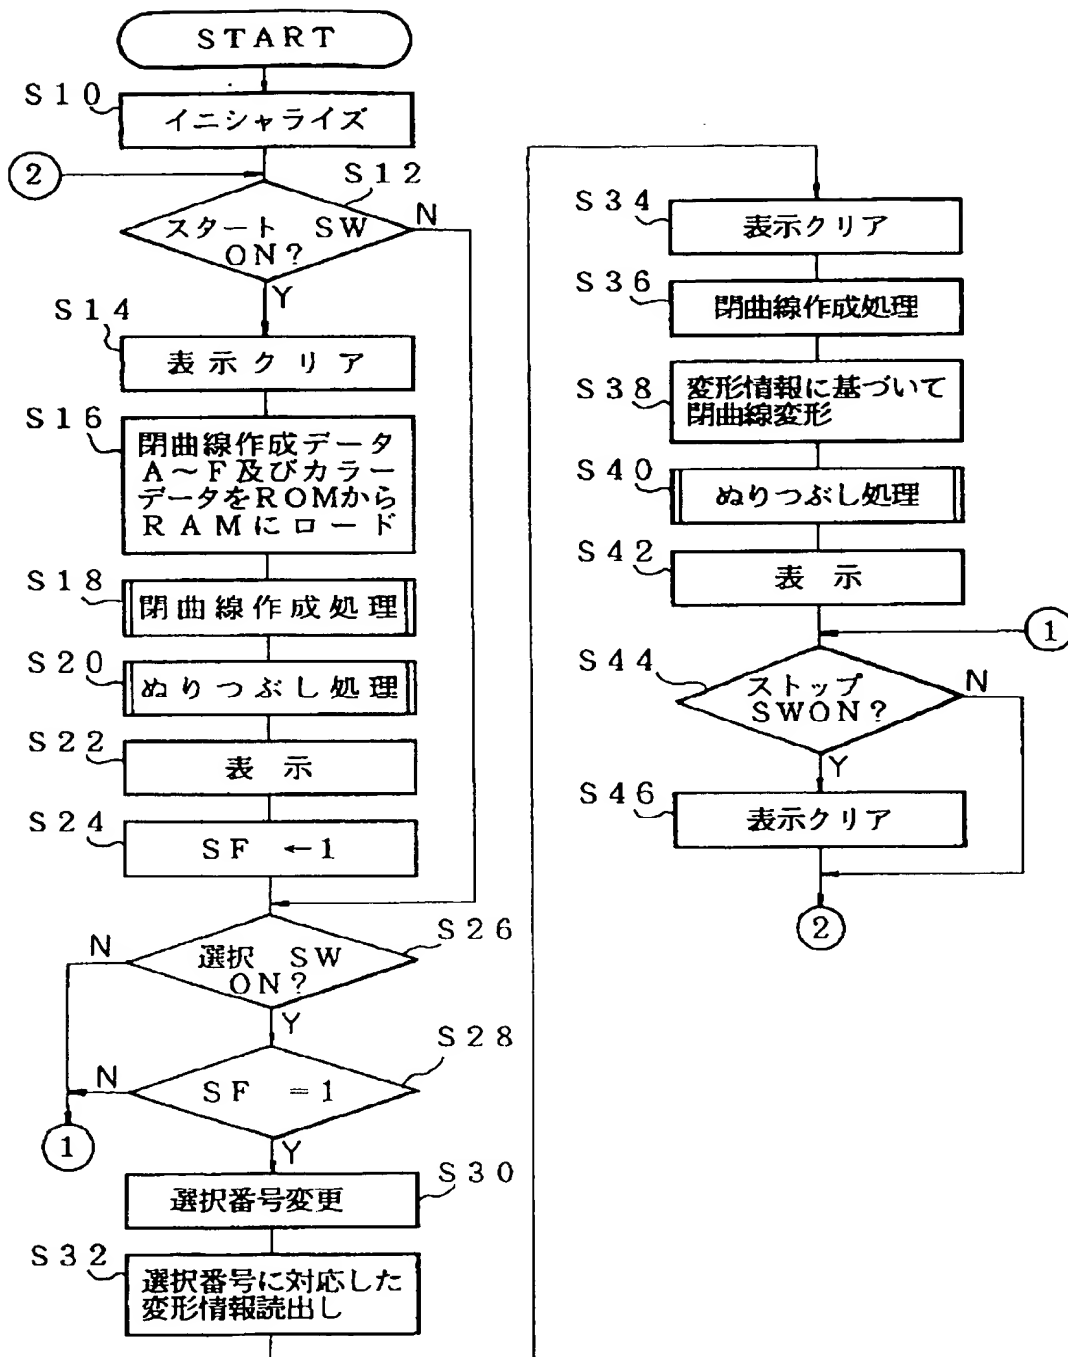 START
S10
イニシャライズ
②
S12
スタート SW
ON?
N
Y
S14
表示クリア
S16
閉曲線作成データ
A～F及びカラー
データをROMから
RAMにロード
S18
閉曲線作成処理
S20
ぬりつぶし処理
S22
表 示
S24
SF ←1
S26
選択 SW
ON?
N
Y
S28
SF =1
N
Y
①
S30
選択番号変更
S32
選択番号に対応した
変形情報読出し
S34
表示クリア
S36
閉曲線作成処理
S38
変形情報に基づいて
閉曲線変形
S40
ぬりつぶし処理
S42
表 示
①
S44
ストップ
SWON?
N
Y
S46
表示クリア
②